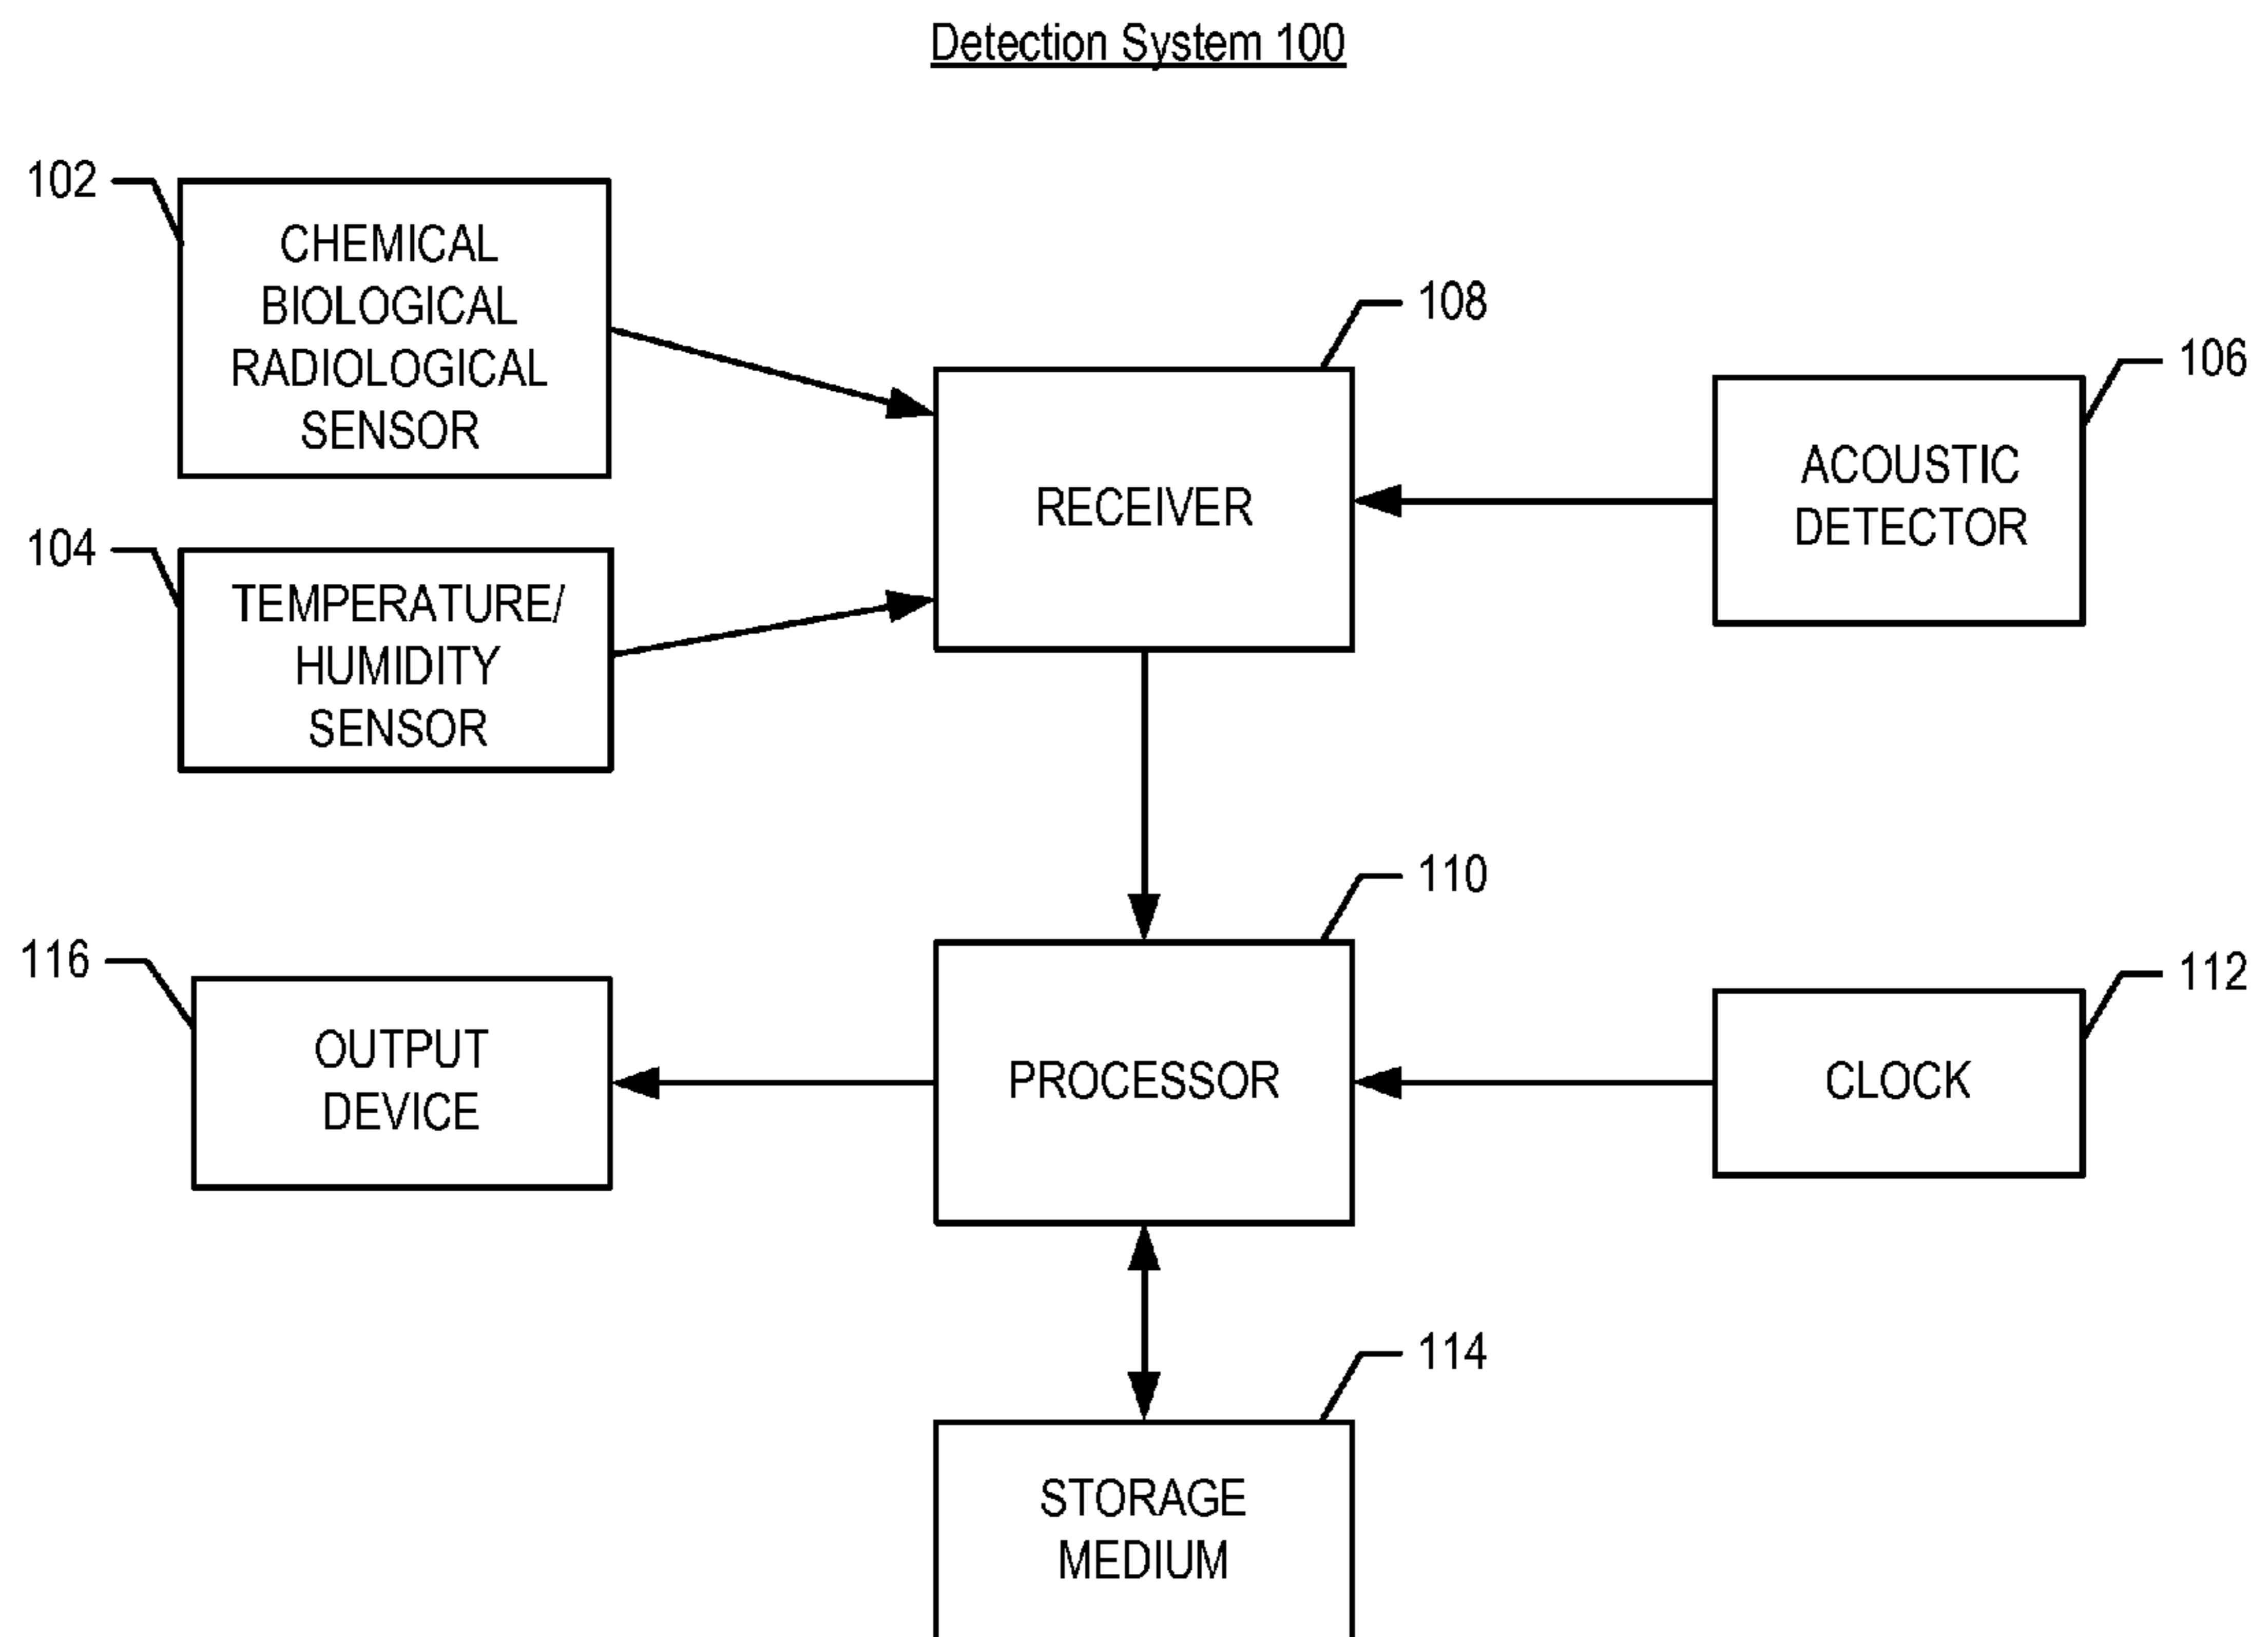 Detection System 100
102
CHEMICAL
BIOLOGICAL
RADIOLOGICAL
SENSOR
104
TEMPERATURE/
HUMIDITY
SENSOR
108
RECEIVER
106
ACOUSTIC
DETECTOR
110
PROCESSOR
116
OUTPUT
DEVICE
112
CLOCK
114
STORAGE
MEDIUM